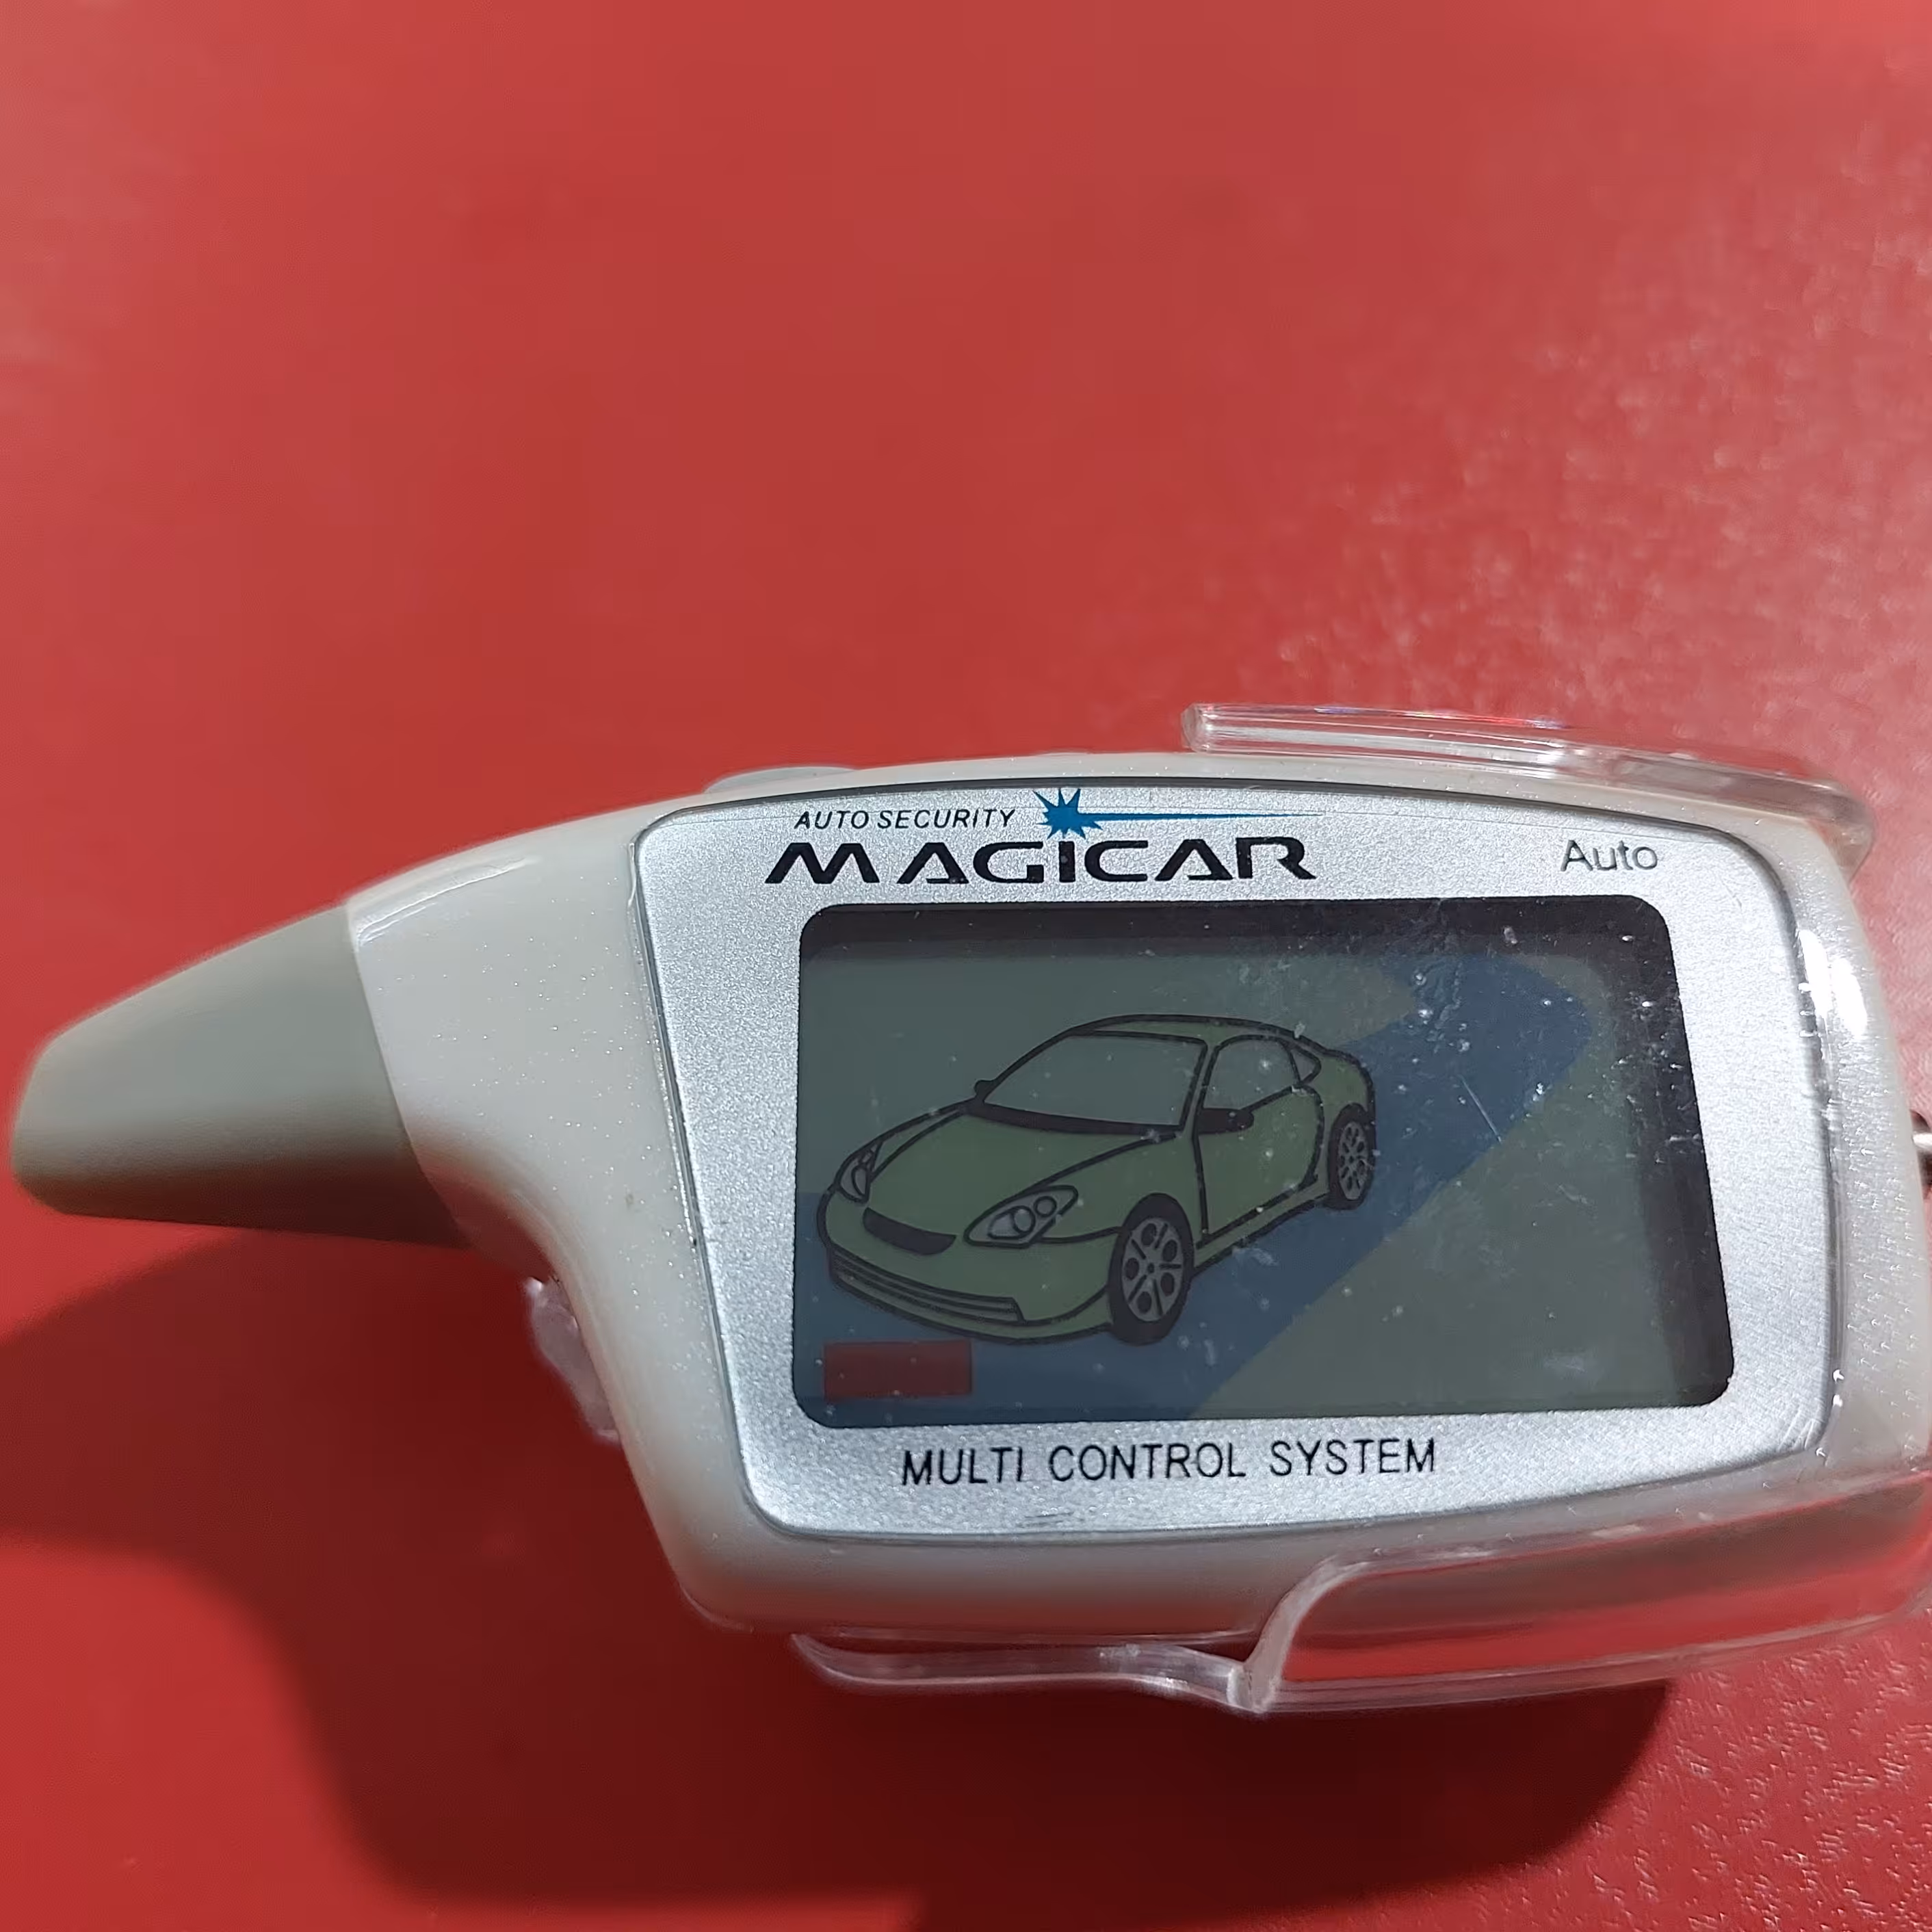 AUTO SECURITY
MAGICAR
Auto
MULTI CONTROL SYSTEM